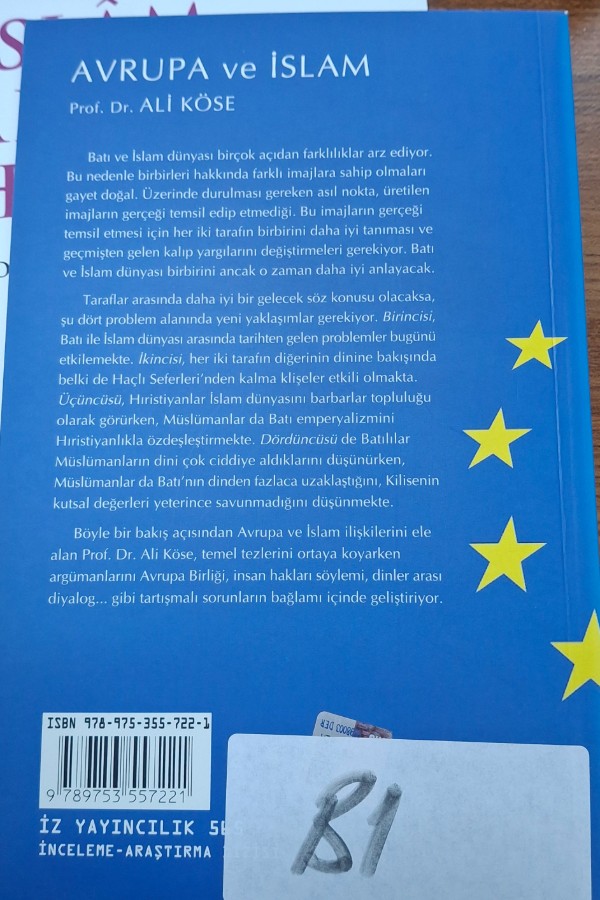 AVRUPA ve İSLAM
Prof. Dr. ALİ KÖSE
Batı ve İslam dünyası birçok açıdan farklılıklar arz ediyor.
Bu nedenle birbirleri hakkında farklı imajlara sahip olmaları
gayet doğal. Üzerinde durulması gereken asıl nokta, üretilen
imajların gerçeği temsil edip etmediği. Bu imajların gerçeği
temsil etmesi için her iki tarafın birbirini daha iyi tanıması ve
geçmişten gelen kalıp yargılarını değiştirmeleri gerekiyor. Batı
ve İslam dünyası birbirini ancak o zaman daha iyi anlayacak.
Taraflar arasında daha iyi bir gelecek söz konusu olacaksa,
şu dört problem alanında yeni yaklaşımlar gerekiyor. Birincisi,
Batı ile İslam dünyası arasında tarihten gelen problemler bugünü
etkilemekte. İkincisi, her iki tarafın diğerinin dinine bakışında
belki de Haçlı Seferleri'nden kalma klişeler etkili olmakta.
Üçüncüsü, Hıristiyanlar İslam dünyasını barbarlar topluluğu
olarak görürken, Müslümanlar da Batı emperyalizmini
Hıristiyanlıkla özdeşleştirmekte. Dördüncüsü de Batılılar
Müslümanların dini çok ciddiye aldıklarını düşünürken,
Müslümanlar da Batı'nın dinden fazlaca uzaklaştığını, Kilisenin
kutsal değerleri yeterince savunmadığını düşünmekte.
Böyle bir bakış açısından Avrupa ve İslam ilişkilerini ele
alan Prof. Dr. Ali Köse, temel tezlerini ortaya koyarken
argümanlarını Avrupa Birliği, insan hakları söylemi, dinler arası
diyalog... gibi tartışmalı sorunların bağlamı içinde geliştiriyor.
ISBN 978-975-355-722-1
9 789753 557221
İZ YAYINCILIK
İNCELEME-ARAŞTIRMA
B1